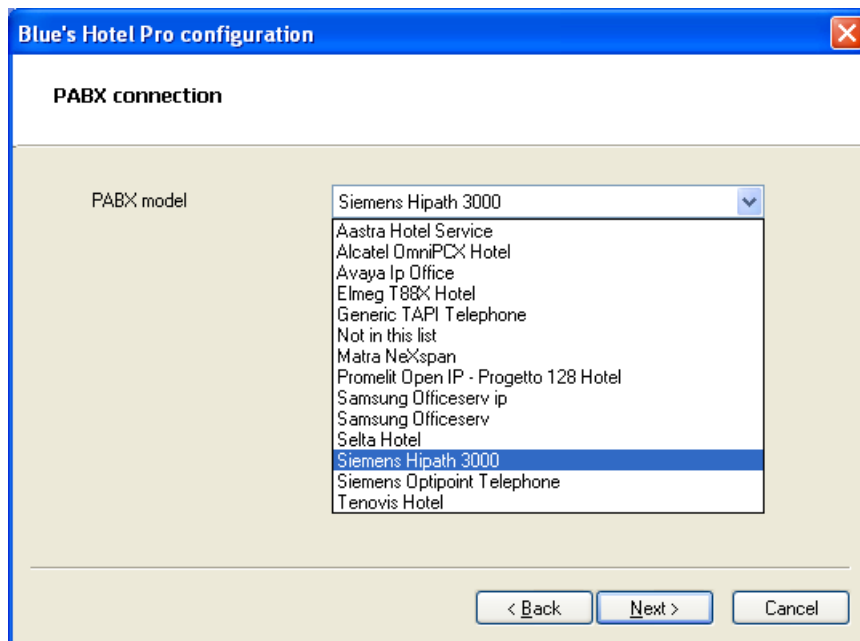 Blue's Hotel Pro configuration
PABX connection
PABX model
Siemens Hipath 3000
Aastra Hotel Service
Alcatel OmniPCX Hotel
Avaya Ip Office
Elmeg T88X Hotel
Generic TAPI Telephone
Not in this list
Matra NeXspan
Promelit Open IP - Progetto 128 Hotel
Samsung Officeserv ip
Samsung Officeserv
Selta Hotel
Siemens Hipath 3000
Siemens Optipoint Telephone
Tenovis Hotel
< Back Next > Cancel